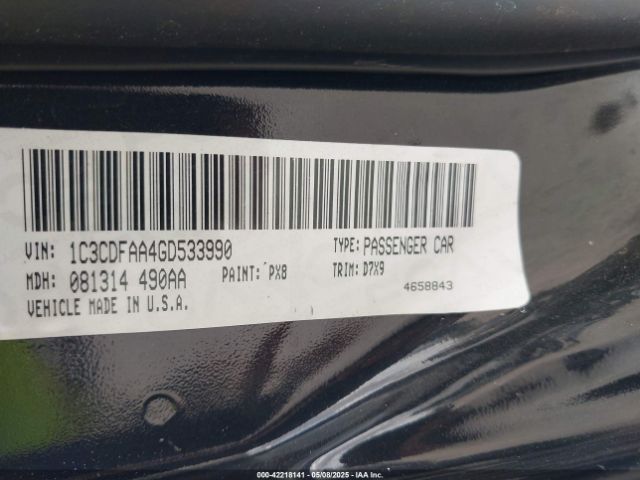 VIN: 1C3CDFAA4GD533990 TYPE: PASSENGER CAR
MDH: 081314 490AA PAINT: PX8 TRIM: D7X9
VEHICLE MADE IN U.S.A. 4658843
000-42218141 - 05/08/2025 - IAA Inc.